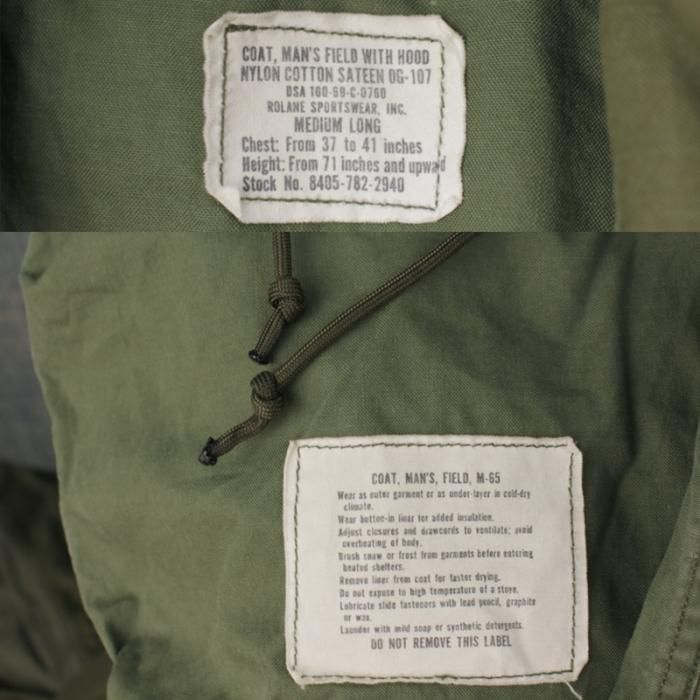 COAT, MAN'S FIELD WITH HOOD
NYLON COTTON SATEEN OG-107
DSA 100-69-C-0760
ROLANE SPORTSWEAR, INC.
MEDIUM LONG
Chest: From 37 to 41 inches
Height: From 71 inches and upward
Stock No. 8405-782-2940
COAT, MAN'S, FIELD, M-65
Wear as outer garment or as under-layer in cold-dry
climate.
Wear button-in liner for added insulation.
Adjust closures and drawcords to ventilate; avoid
overheating of body.
Brush snow or frost from garments before entering
heated shelters.
Remove liner from coat for faster drying.
Do not expose to high temperature of a stove.
Lubricate slide fasteners with lead pencil, graphite
or wax.
Launder with mild soap or synthetic detergents.
DO NOT REMOVE THIS LABEL